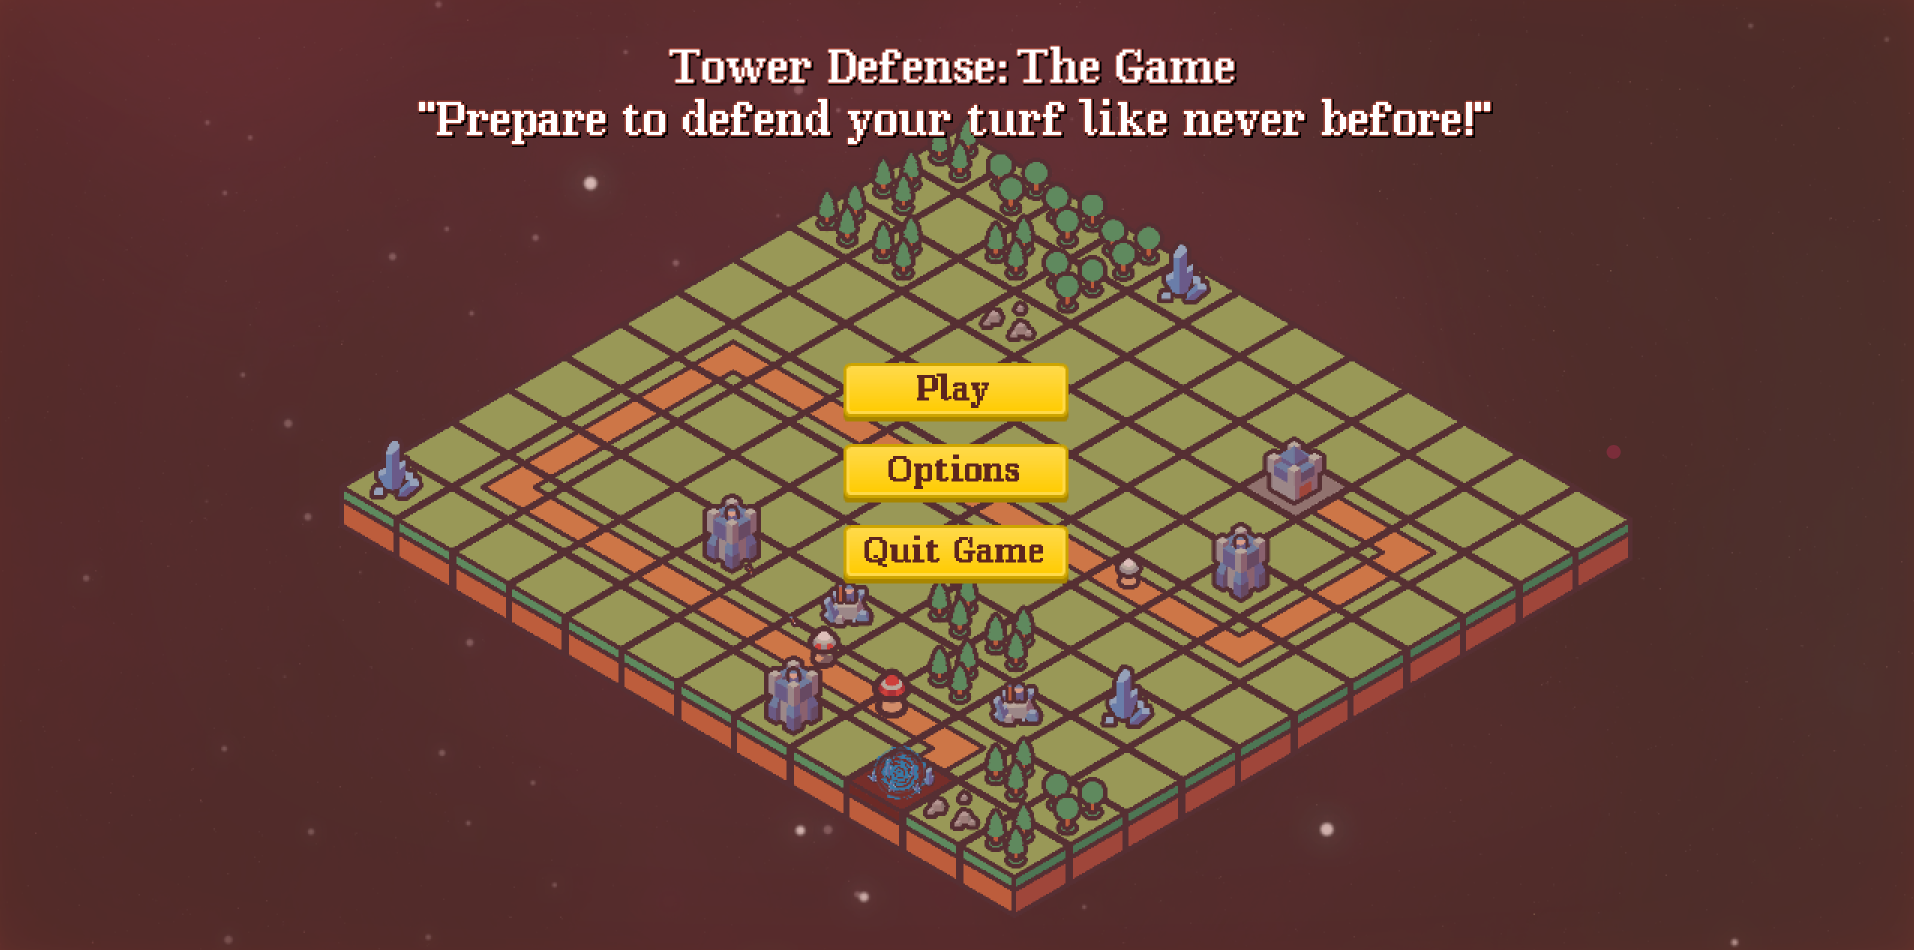 Tower Defense: The Game
"Prepare to defend your turf like never before!"
Play
Options
Quit Game